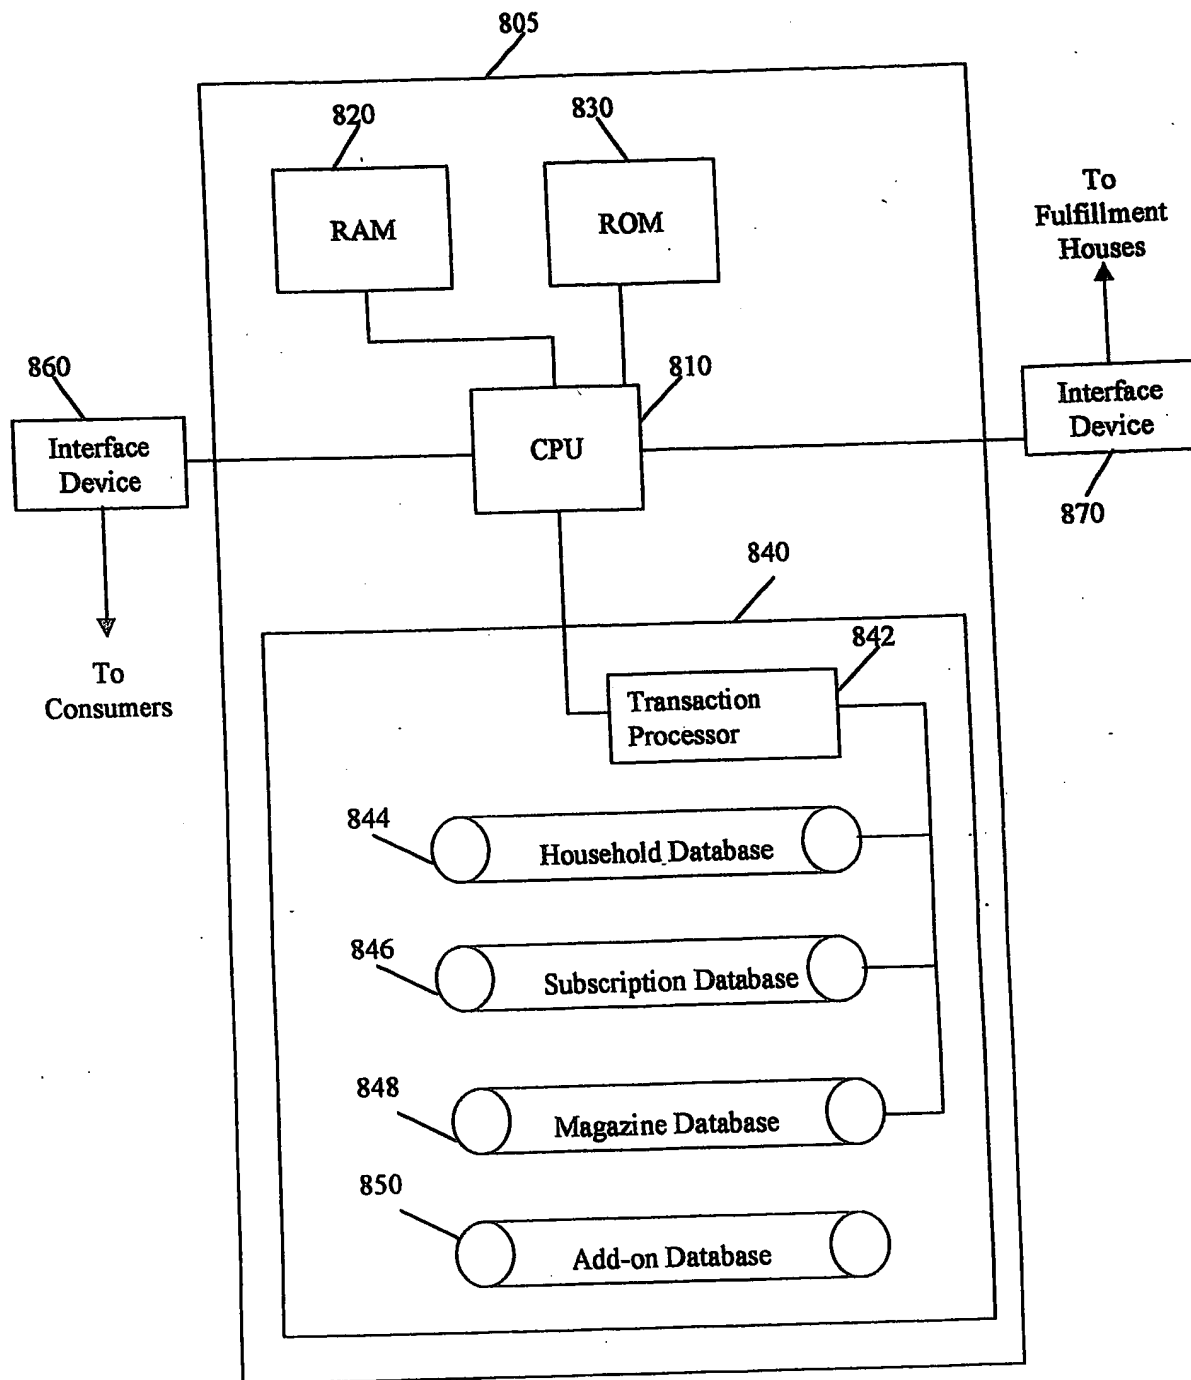 805
820
830
RAM
ROM
To
Fulfillment
Houses
860
810
Interface
Device
CPU
Interface
Device
870
840
To
Consumers
842
Transaction
Processor
844
Household Database
846
Subscription Database
848
Magazine Database
850
Add-on Database